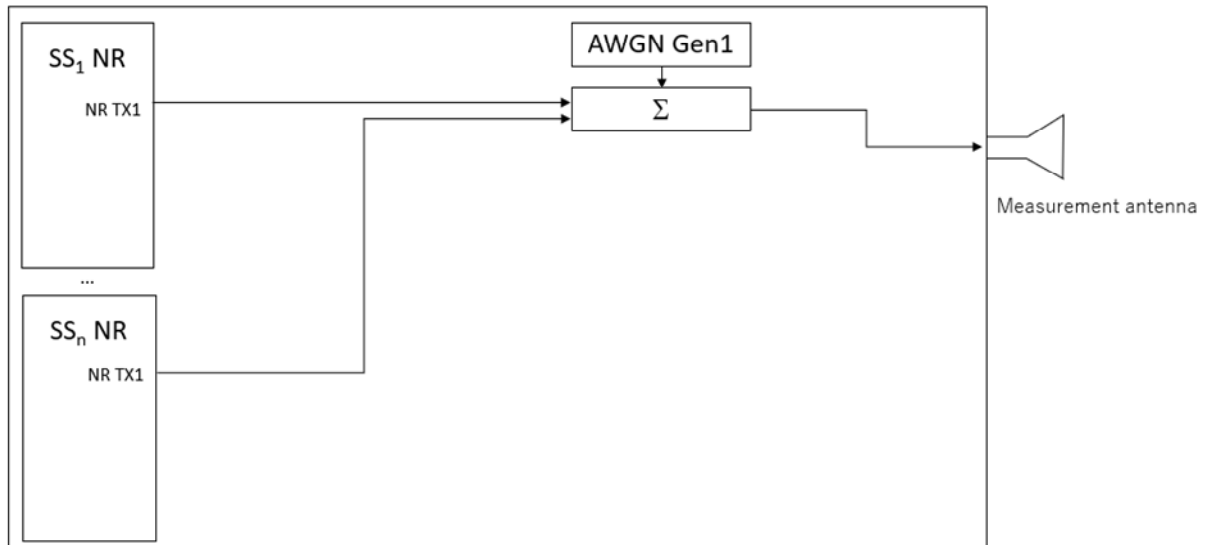 SS₁ NR
NR TX1
AWGN Gen1
Σ
Measurement antenna
...
SSₙ NR
NR TX1